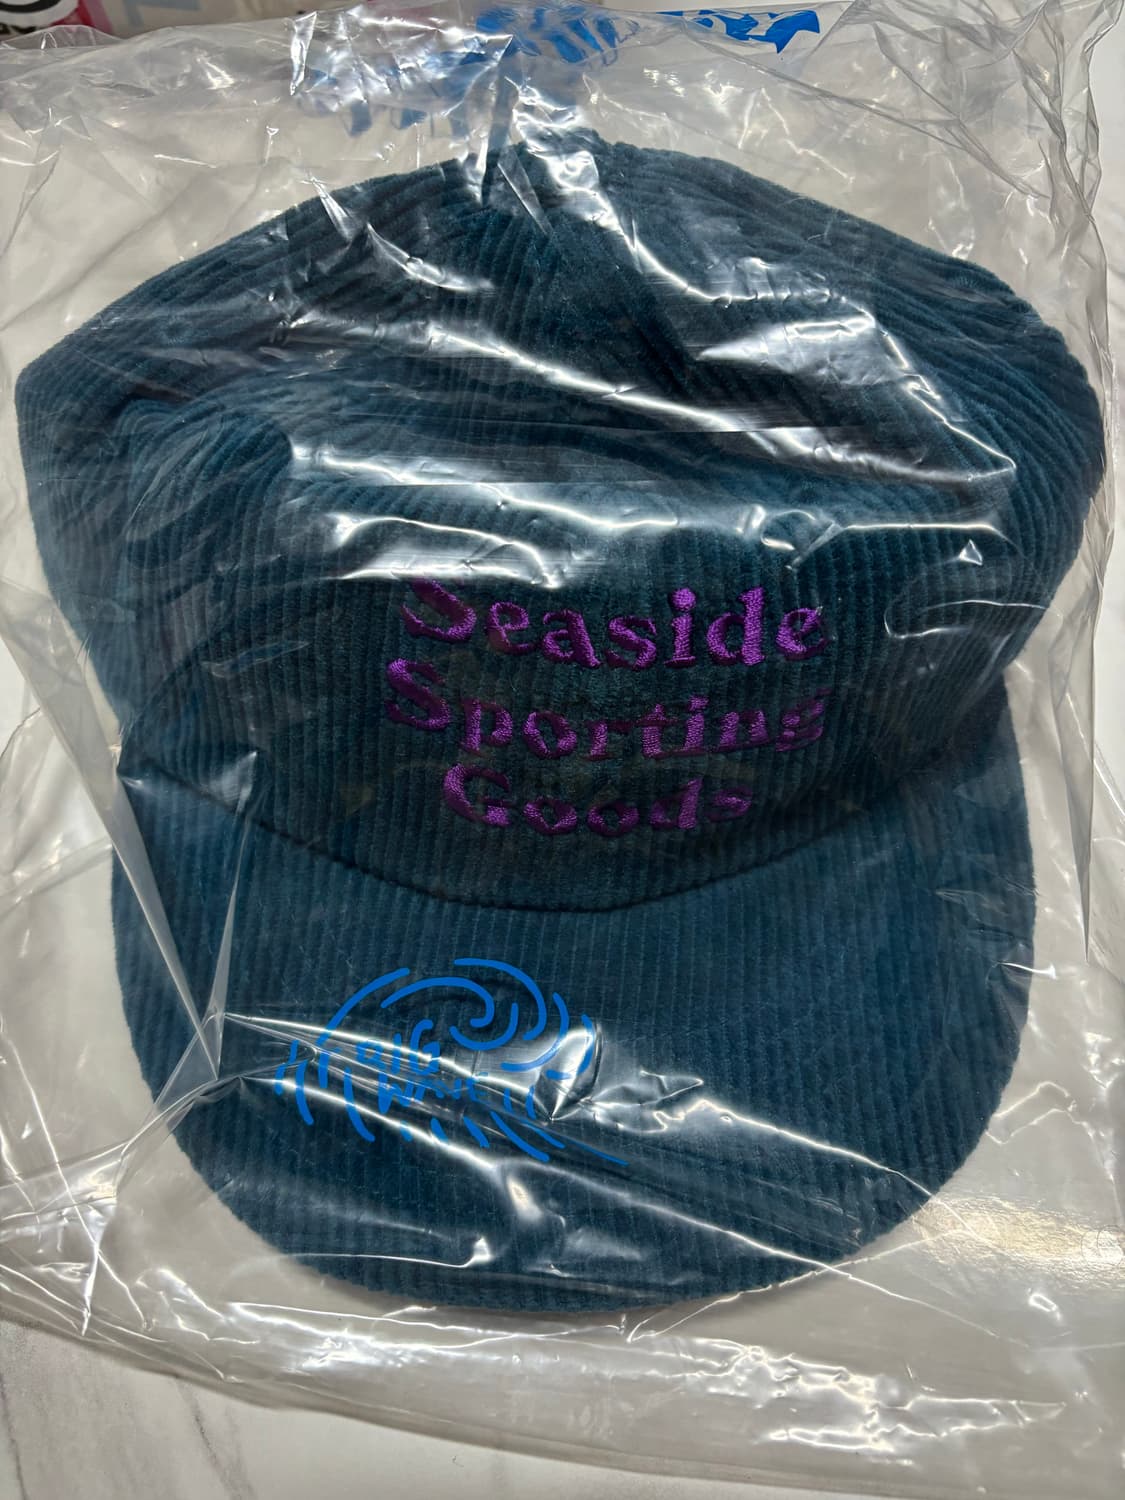 Seaside
Sporting
Goods
BIG
WAVE